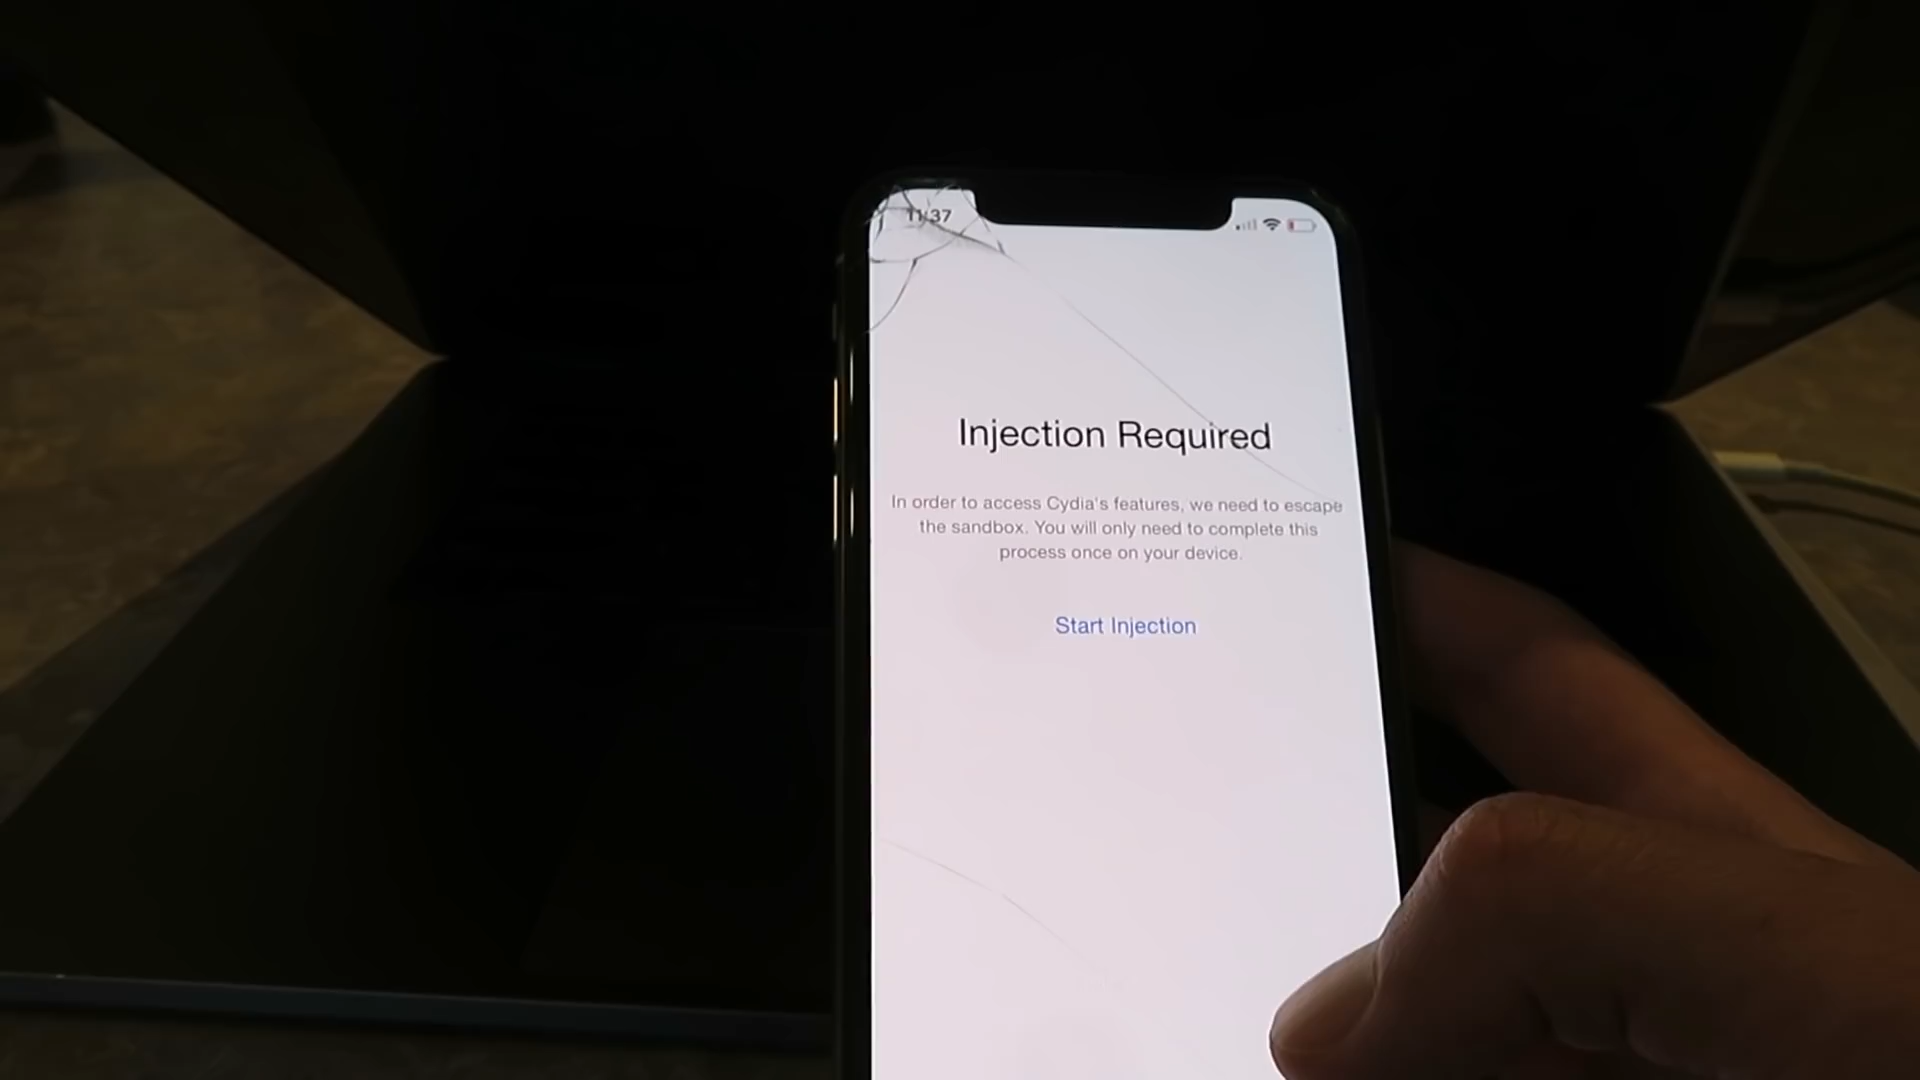 11:37
Injection Required
In order to access Cydia's features, we need to escape
the sandbox. You will only need to complete this
process once on your device.
Start Injection